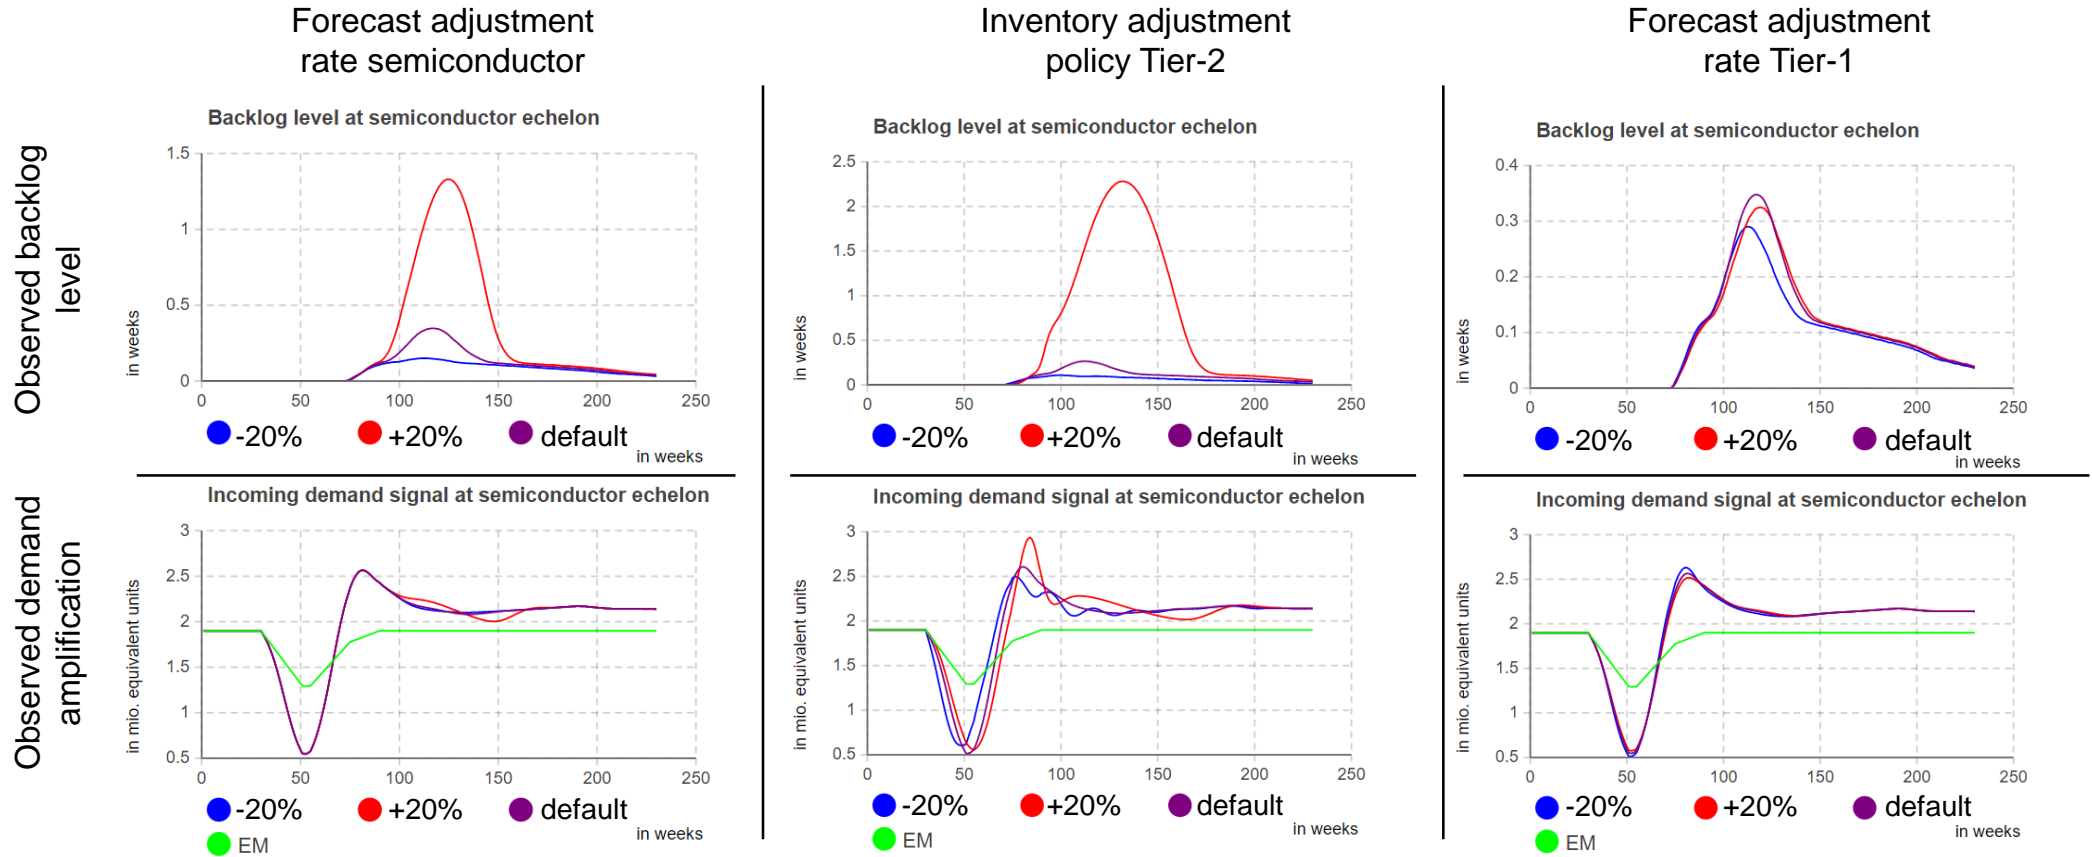 Forecast adjustment
rate semiconductor
Inventory adjustment
policy Tier-2
Forecast adjustment
rate Tier-1
Observed backlog
level
Backlog level at semiconductor echelon
in weeks
1.5
1
0.5
0
0 50 100 150 200 250
-20% +20% default
in weeks
Backlog level at semiconductor echelon
in weeks
2.5
2
1.5
1
0.5
0
0 50 100 150 200 250
-20% +20% default
in weeks
Backlog level at semiconductor echelon
in weeks
0.4
0.3
0.2
0.1
0
0 50 100 150 200 250
-20% +20% default
in weeks
Observed demand
amplification
Incoming demand signal at semiconductor echelon
in mio. equivalent units
3
2.5
2
1.5
1
0.5
0 50 100 150 200 250
-20% +20% default
in weeks
EM
Incoming demand signal at semiconductor echelon
in mio. equivalent units
3
2.5
2
1.5
1
0.5
0 50 100 150 200 250
-20% +20% default
in weeks
EM
Incoming demand signal at semiconductor echelon
in mio. equivalent units
3
2.5
2
1.5
1
0.5
0 50 100 150 200 250
-20% +20% default
in weeks
EM